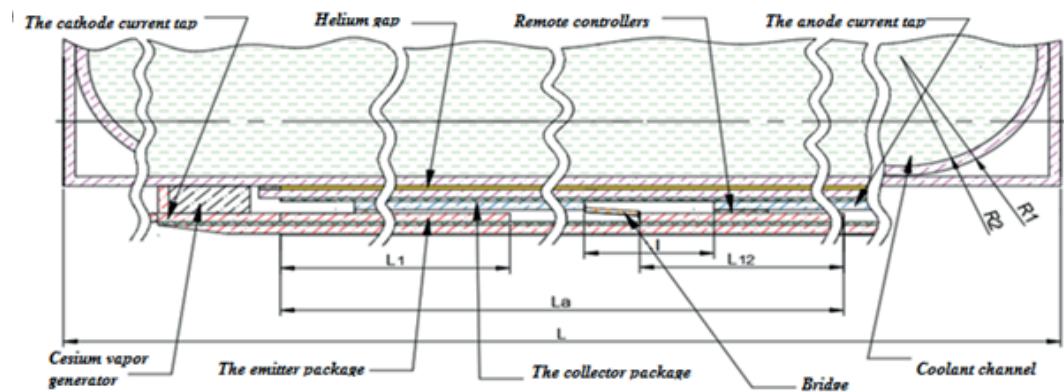 The cathode current tap
Helium gap
Remote controllers
The anode current tap
R1
R2
L1
l
L12
La
L
Cesium vapor
generator
The emitter package
The collector package
Bridge
Coolant channel